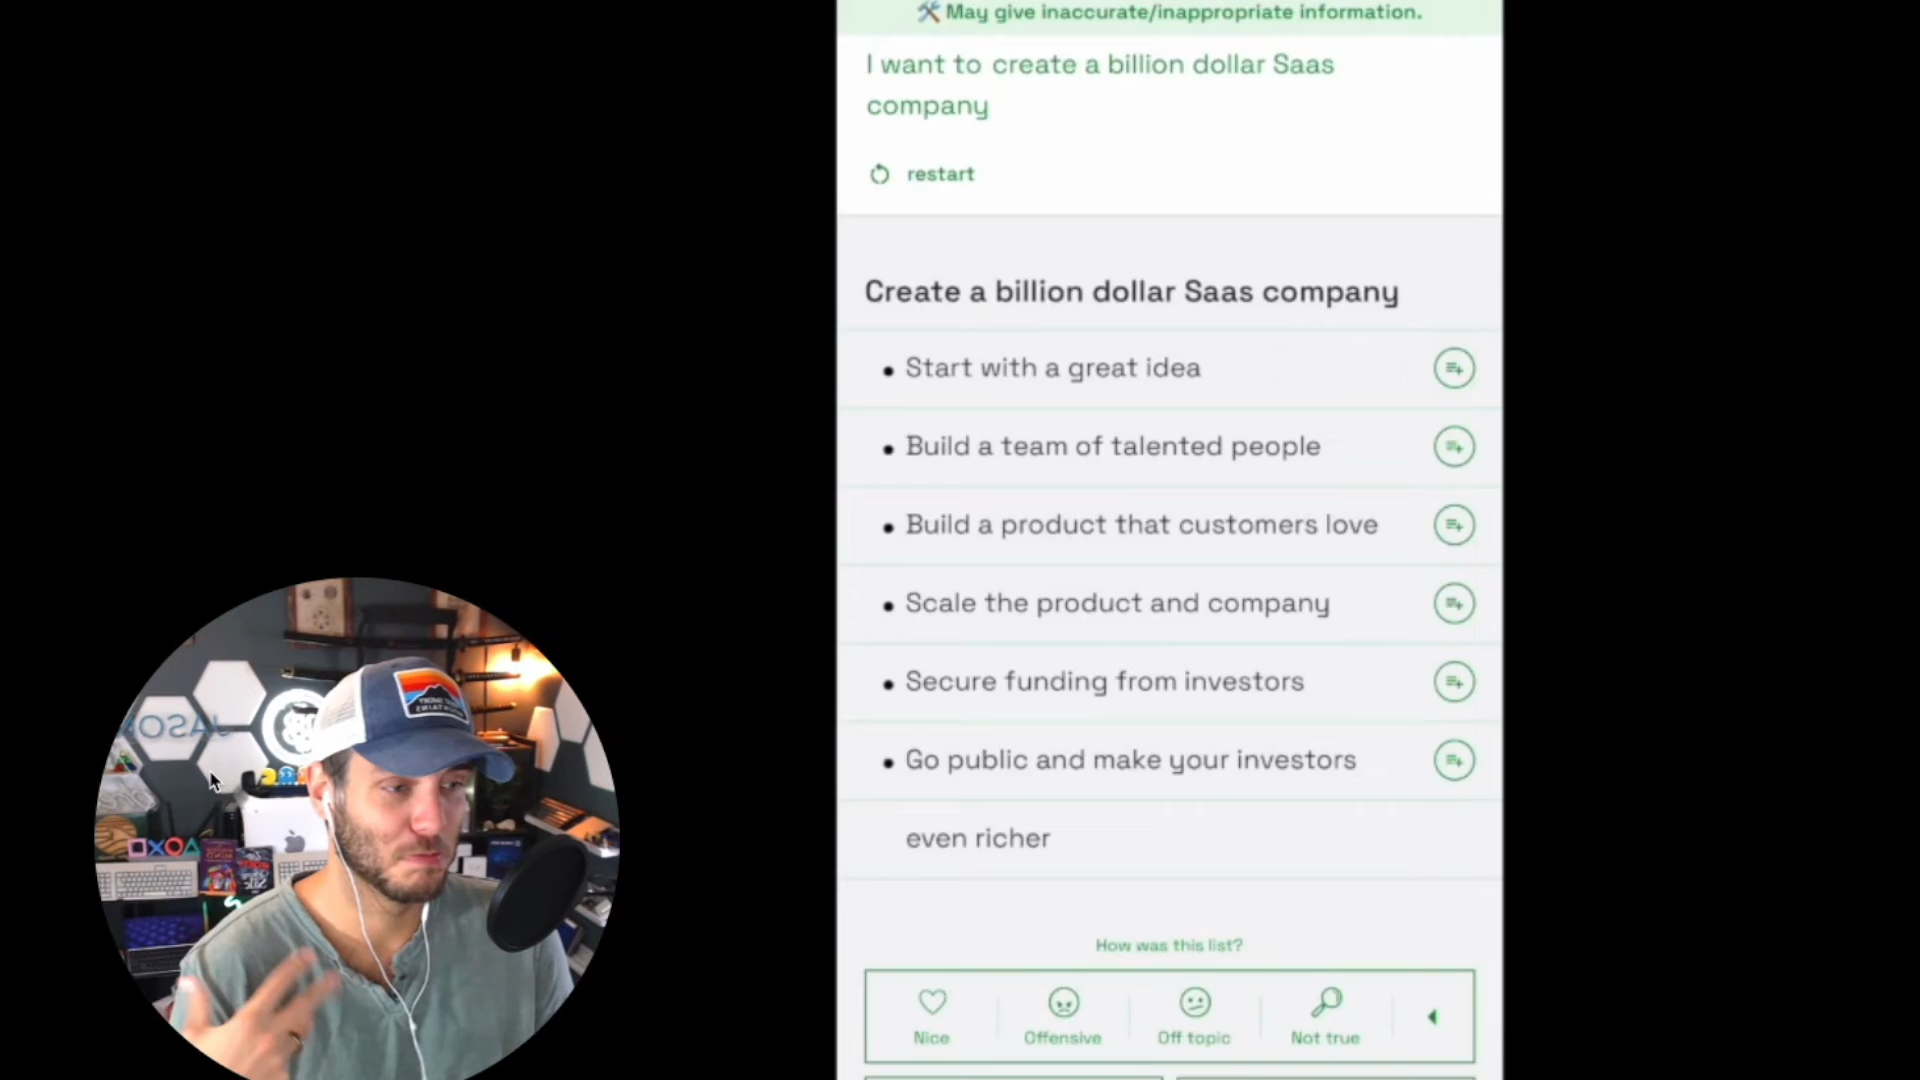 May give inaccurate/inappropriate information.
I want to create a billion dollar Saas
company
restart
Create a billion dollar Saas company
Start with a great idea
Build a team of talented people
Build a product that customers love
Scale the product and company
Secure funding from investors
Go public and make your investors
even richer
How was this list?
Nice
Offensive
Off topic
Not true
JASON